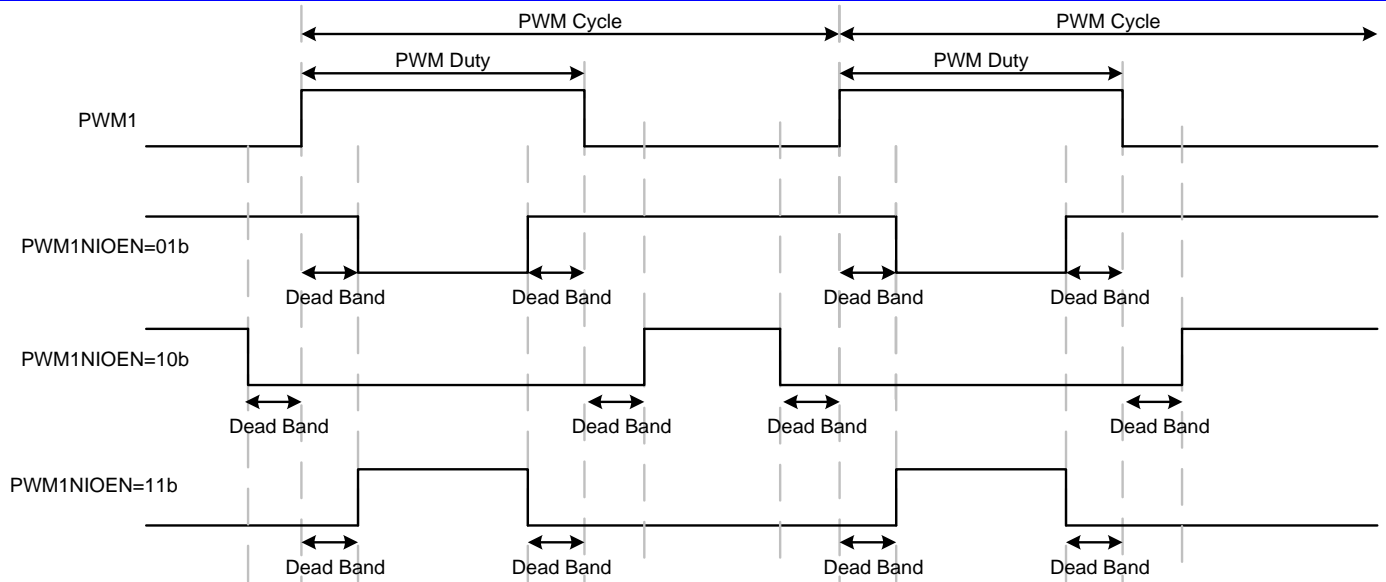 PWM Cycle PWM Cycle
PWM Duty PWM Duty
PWM1
PWM1NIOEN=01b
Dead Band Dead Band Dead Band Dead Band
PWM1NIOEN=10b
Dead Band Dead Band Dead Band Dead Band
PWM1NIOEN=11b
Dead Band Dead Band Dead Band Dead Band